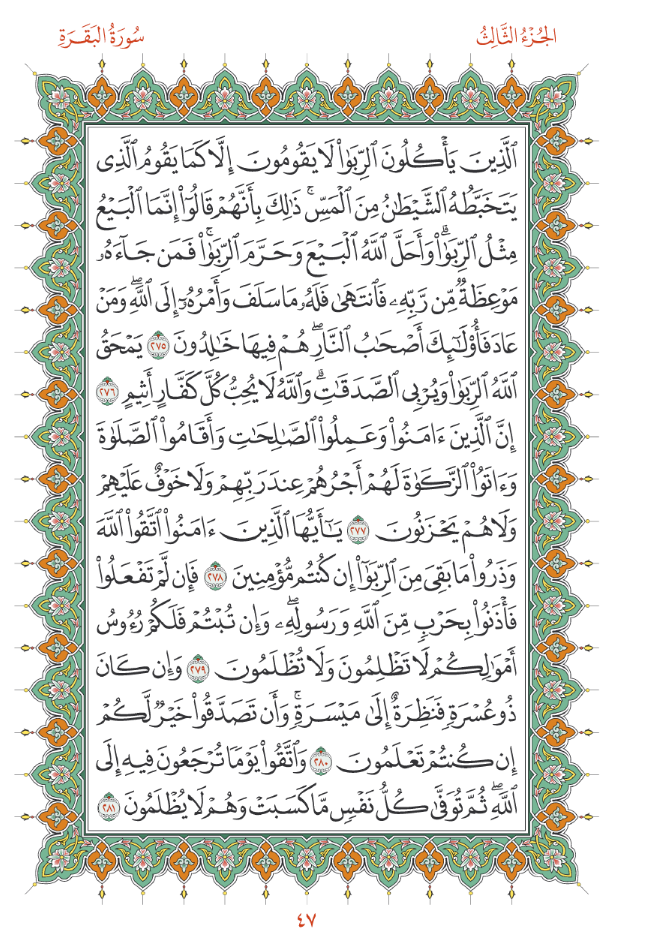 الجُزْءُ الثَّالِثُ
سُورَةُ البَقَرَةِ
ٱلَّذِينَ يَأۡكُلُونَ ٱلرِّبَوٰاْ لَا يَقُومُونَ إِلَّا كَمَا يَقُومُ ٱلَّذِي
يَتَخَبَّطُهُ ٱلشَّيۡطَٰنُ مِنَ ٱلۡمَسِّۚ ذَٰلِكَ بِأَنَّهُمۡ قَالُوٓاْ إِنَّمَا ٱلۡبَيۡعُ
مِثۡلُ ٱلرِّبَوٰاْۗ وَأَحَلَّ ٱللَّهُ ٱلۡبَيۡعَ وَحَرَّمَ ٱلرِّبَوٰاْۚ فَمَن جَآءَهُۥ
مَوۡعِظَةٞ مِّن رَّبِّهِۦ فَٱنتَهَىٰ فَلَهُۥ مَا سَلَفَ وَأَمۡرُهُۥٓ إِلَى ٱللَّهِۖ وَمَنۡ
عَادَ فَأُوْلَٰٓئِكَ أَصۡحَٰبُ ٱلنَّارِۖ هُمۡ فِيهَا خَٰلِدُونَ ٢٧٥ يَمۡحَقُ
ٱللَّهُ ٱلرِّبَوٰاْ وَيُرۡبِي ٱلصَّدَقَٰتِۗ وَٱللَّهُ لَا يُحِبُّ كُلَّ كَفَّارٍ أَثِيمٍ ٢٧٦
إِنَّ ٱلَّذِينَ ءَامَنُواْ وَعَمِلُواْ ٱلصَّٰلِحَٰتِ وَأَقَامُواْ ٱلصَّلَوٰةَ
وَءَاتَوُاْ ٱلزَّكَوٰةَ لَهُمۡ أَجۡرُهُمۡ عِندَ رَبِّهِمۡ وَلَا خَوۡفٌ عَلَيۡهِمۡ
وَلَا هُمۡ يَحۡزَنُونَ ٢٧٧ يَٰٓأَيُّهَا ٱلَّذِينَ ءَامَنُواْ ٱتَّقُواْ ٱللَّهَ
وَذَرُواْ مَا بَقِيَ مِنَ ٱلرِّبَوٰٓاْ إِن كُنتُم مُّؤۡمِنِينَ ٢٧٨ فَإِن لَّمۡ تَفۡعَلُواْ
فَأۡذَنُواْ بِحَرۡبٖ مِّنَ ٱللَّهِ وَرَسُولِهِۦۖ وَإِن تُبۡتُمۡ فَلَكُمۡ رُءُوسُ
أَمۡوَٰلِكُمۡ لَا تَظۡلِمُونَ وَلَا تُظۡلَمُونَ ٢٧٩ وَإِن كَانَ
ذُو عُسۡرَةٖ فَنَظِرَةٌ إِلَىٰ مَيۡسَرَةٖۚ وَأَن تَصَدَّقُواْ خَيۡرٞ لَّكُمۡ
إِن كُنتُمۡ تَعۡلَمُونَ ٢٨٠ وَٱتَّقُواْ يَوۡمٗا تُرۡجَعُونَ فِيهِ إِلَى
ٱللَّهِۖ ثُمَّ تُوَفَّىٰ كُلُّ نَفۡسٖ مَّا كَسَبَتۡ وَهُمۡ لَا يُظۡلَمُونَ ٢٨١
٤٧